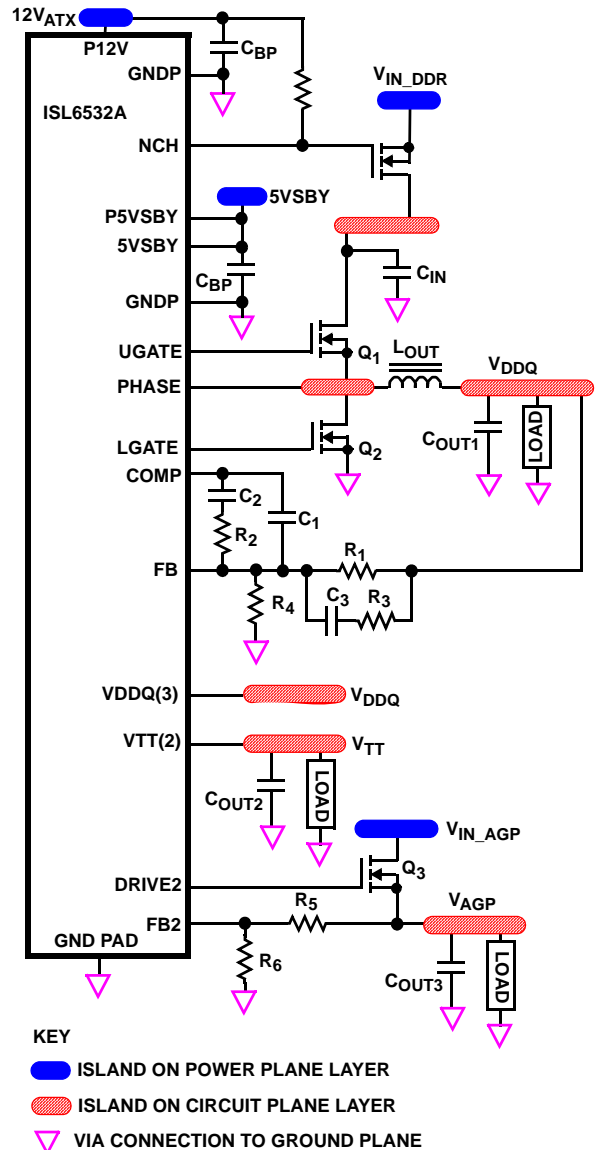 12VATX
P12V
CBP
GNDP
VIN_DDR
ISL6532A
NCH
5VSBY
P5VSBY
5VSBY
CBP
CIN
GNDP
UGATE
Q1
LOUT
VDDQ
PHASE
COUT1
LOAD
LGATE
Q2
COMP
C2
C1
R2
R1
FB
C3
R3
R4
VDDQ(3)
VDDQ
VTT(2)
VTT
COUT2
LOAD
VIN_AGP
Q3
DRIVE2
R5
VAGP
FB2
GND PAD
R6
COUT3
LOAD
KEY
ISLAND ON POWER PLANE LAYER
ISLAND ON CIRCUIT PLANE LAYER
VIA CONNECTION TO GROUND PLANE